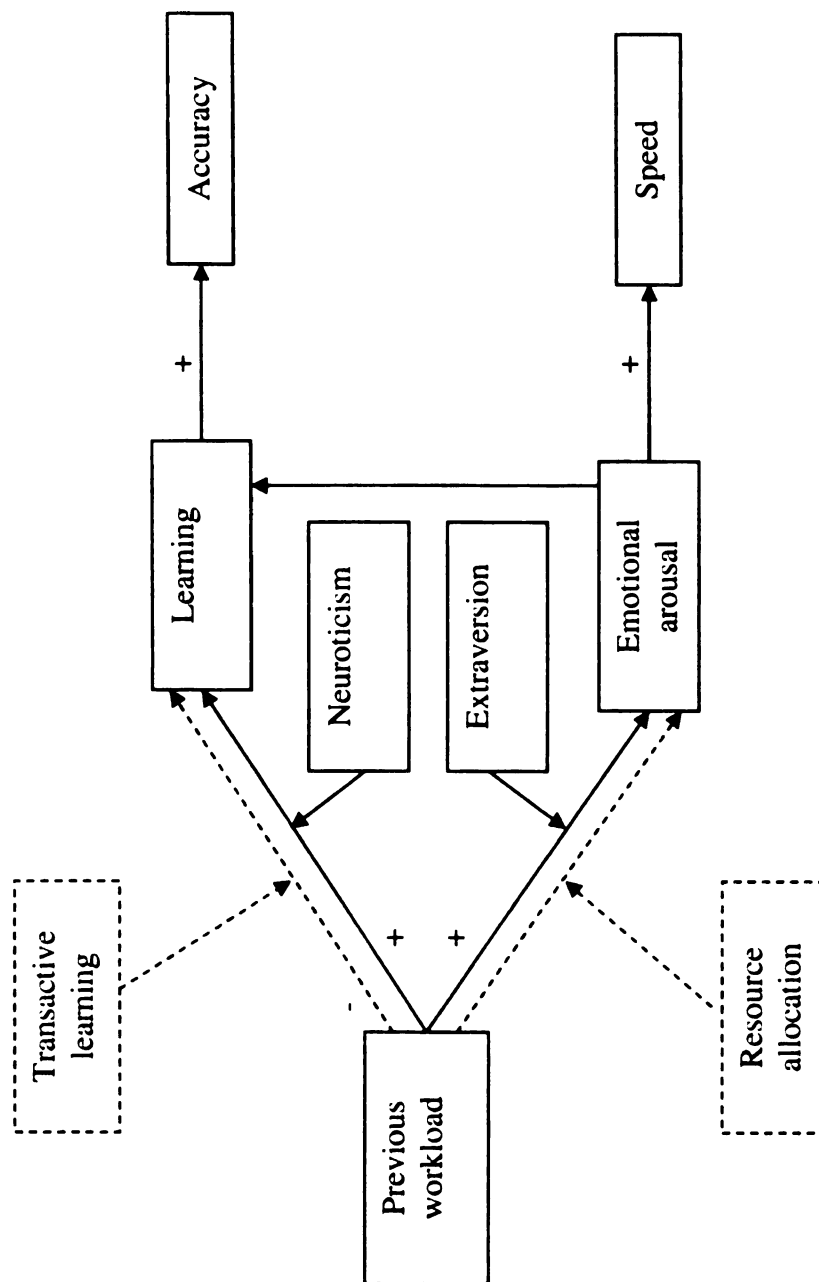 Previous
workload
Transactive
learning
Resource
allocation
-
+
+
Neuroticism
Extraversion
Learning
Emotional
arousal
+
+
Accuracy
Speed